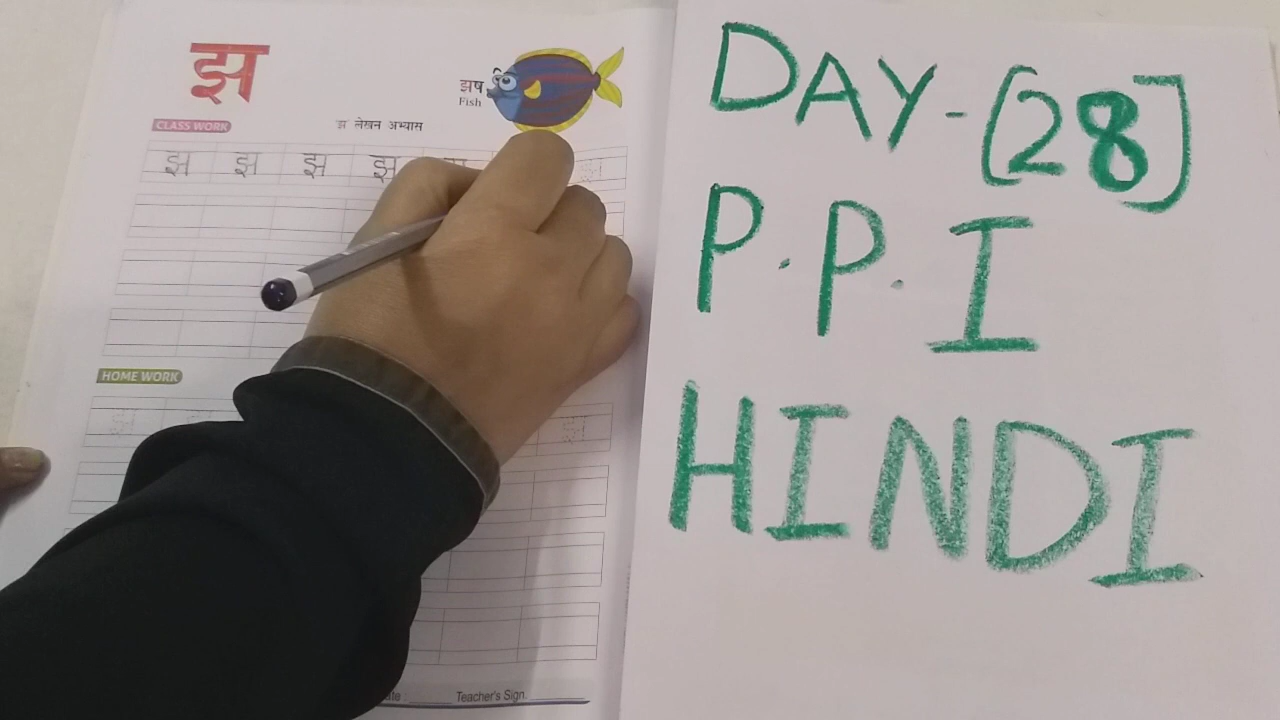 झ
झष
Fish
'झ' लेखन अभ्यास
CLASS WORK
झ झ झ झ
HOME WORK
Teacher's Sign.
DAY-[28]
P.P.I
HINDI